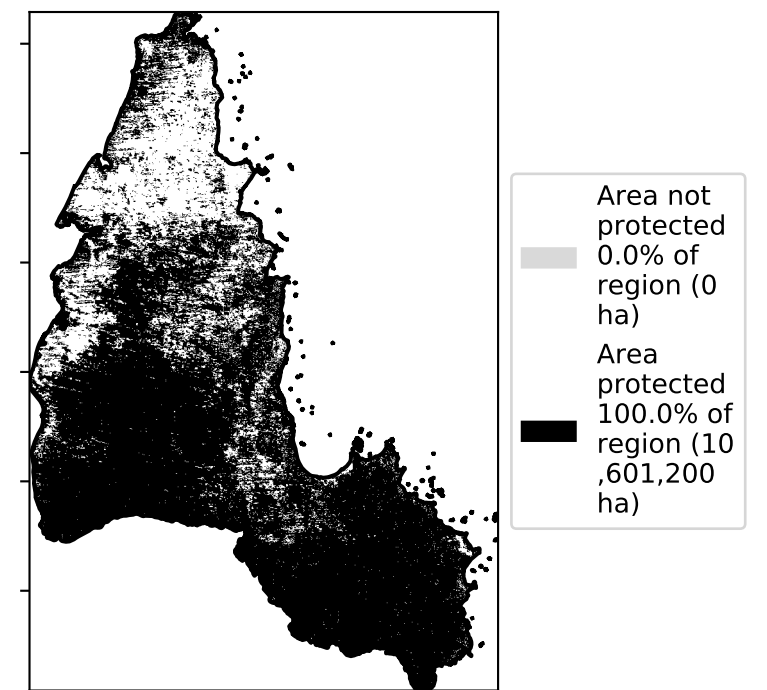 Area not
protected
0.0% of
region (0
ha)
Area
protected
100.0% of
region (10
,601,200
ha)